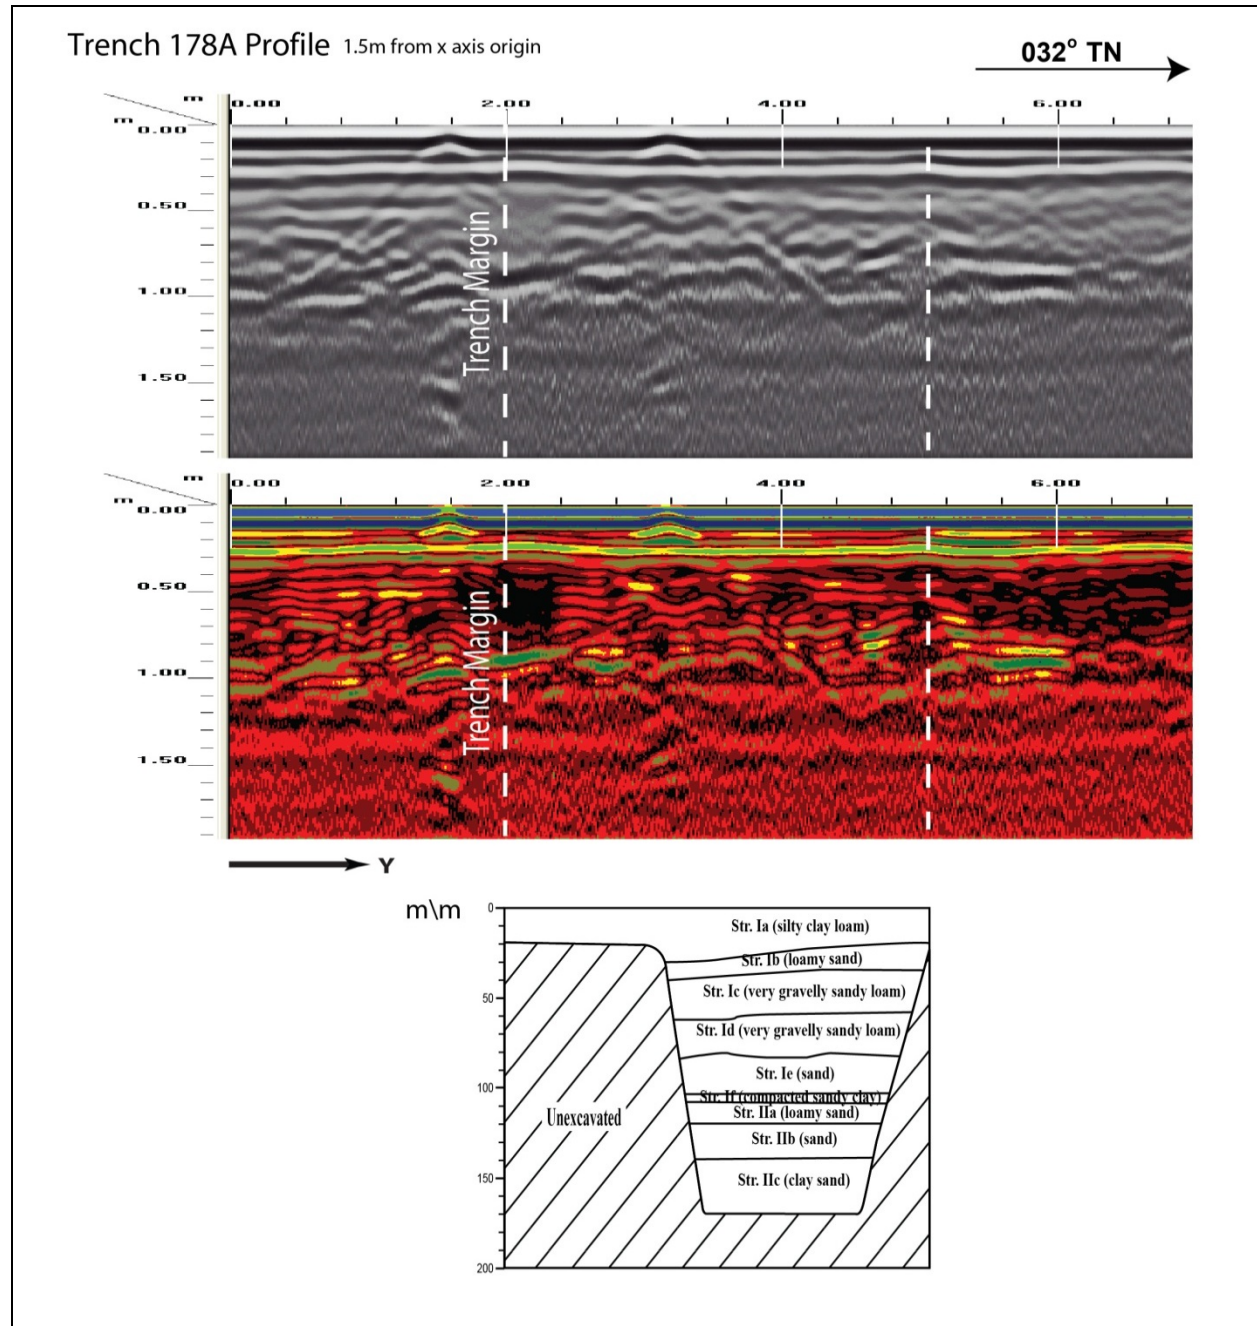 Trench 178A Profile 1.5m from x axis origin
032° TN
m 0.00 2.00 4.00 6.00
m 0.00
0.50
1.00
1.50
Trench Margin
m 0.00 2.00 4.00 6.00
m 0.00
0.50
1.00
1.50
Trench Margin
Y
m\m
0
50
100
150
200
Str. Ia (silty clay loam)
Str. Ib (loamy sand)
Str. Ic (very gravelly sandy loam)
Str. Id (very gravelly sandy loam)
Str. Ie (sand)
Str. If (compacted sandy clay)
Str. IIa (loamy sand)
Unexcavated
Str. IIb (sand)
Str. IIc (clay sand)